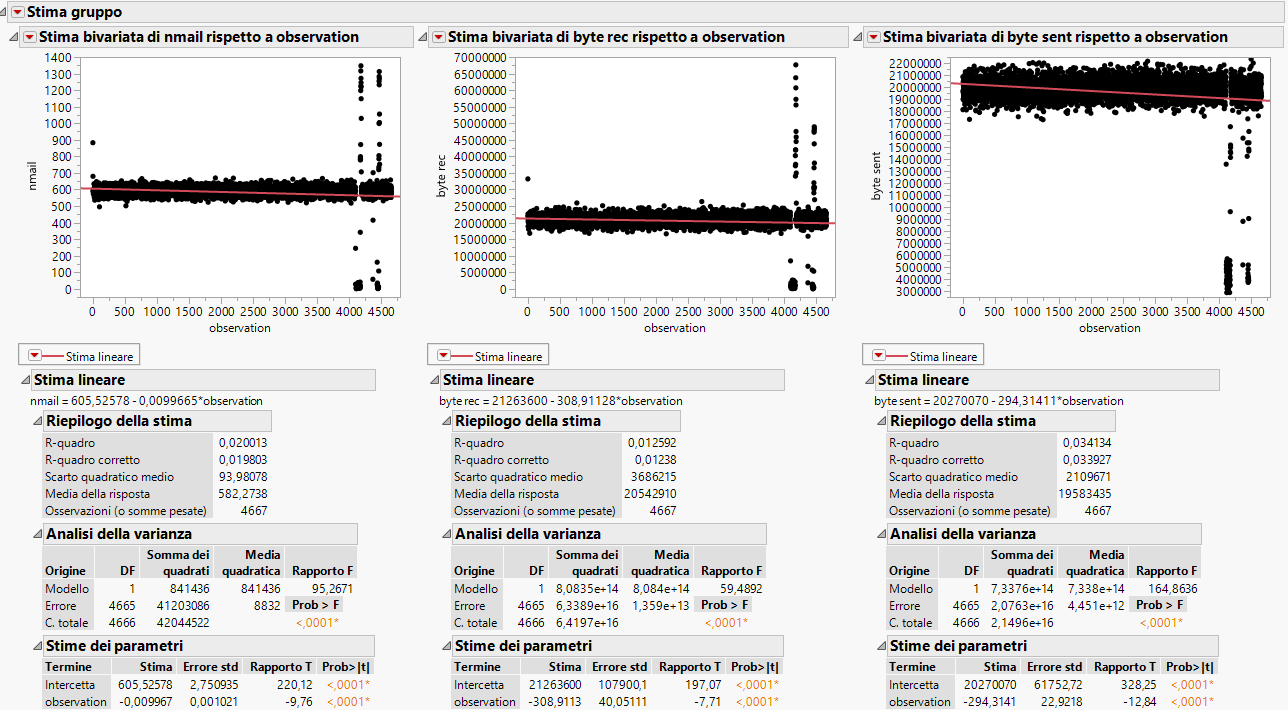 Stima gruppo
Stima bivariata di nmail rispetto a observation
1400
1300
1200
1100
1000
900
800
700
600
500
400
300
200
100
0
nmail
0 500 1000 1500 2000 2500 3000 3500 4000 4500
observation
Stima lineare
Stima lineare
nmail = 605,52578 - 0,0099665*observation
Riepilogo della stima
R-quadro 0,020013
R-quadro corretto 0,019803
Scarto quadratico medio 93,98078
Media della risposta 582,2738
Osservazioni (o somme pesate) 4667
Analisi della varianza
Origine DF Somma dei quadrati Media quadratica Rapporto F
Modello 1 841436 841436 95,2671
Errore 4665 41203086 8832 Prob > F
C. totale 4666 42044522 <,0001*
Stime dei parametri
Termine Stima Errore std Rapporto T Prob>|t|
Intercetta 605,52578 2,750935 220,12 <,0001*
observation -0,009967 0,001021 -9,76 <,0001*
Stima bivariata di byte rec rispetto a observation
70000000
65000000
60000000
55000000
50000000
45000000
40000000
35000000
30000000
25000000
20000000
15000000
10000000
5000000
0
byte rec
0 500 1000 1500 2000 2500 3000 3500 4000 4500
observation
Stima lineare
Stima lineare
byte rec = 21263600 - 308,91128*observation
Riepilogo della stima
R-quadro 0,012592
R-quadro corretto 0,01238
Scarto quadratico medio 3686215
Media della risposta 20542910
Osservazioni (o somme pesate) 4667
Analisi della varianza
Origine DF Somma dei quadrati Media quadratica Rapporto F
Modello 1 8,0835e+14 8,084e+14 59,4892
Errore 4665 6,3389e+16 1,359e+13 Prob > F
C. totale 4666 6,4197e+16 <,0001*
Stime dei parametri
Termine Stima Errore std Rapporto T Prob>|t|
Intercetta 21263600 107900,1 197,07 <,0001*
observation -308,9113 40,05111 -7,71 <,0001*
Stima bivariata di byte sent rispetto a observation
22000000
21000000
20000000
19000000
18000000
17000000
16000000
15000000
14000000
13000000
12000000
11000000
10000000
9000000
8000000
7000000
6000000
5000000
4000000
3000000
byte sent
0 500 1000 1500 2000 2500 3000 3500 4000 4500
observation
Stima lineare
Stima lineare
byte sent = 20270070 - 294,31411*observation
Riepilogo della stima
R-quadro 0,034134
R-quadro corretto 0,033927
Scarto quadratico medio 2109671
Media della risposta 19583435
Osservazioni (o somme pesate) 4667
Analisi della varianza
Origine DF Somma dei quadrati Media quadratica Rapporto F
Modello 1 7,3376e+14 7,338e+14 164,8636
Errore 4665 2,0763e+16 4,451e+12 Prob > F
C. totale 4666 2,1496e+16 <,0001*
Stime dei parametri
Termine Stima Errore std Rapporto T Prob>|t|
Intercetta 20270070 61752,72 328,25 <,0001*
observation -294,3141 22,9218 -12,84 <,0001*